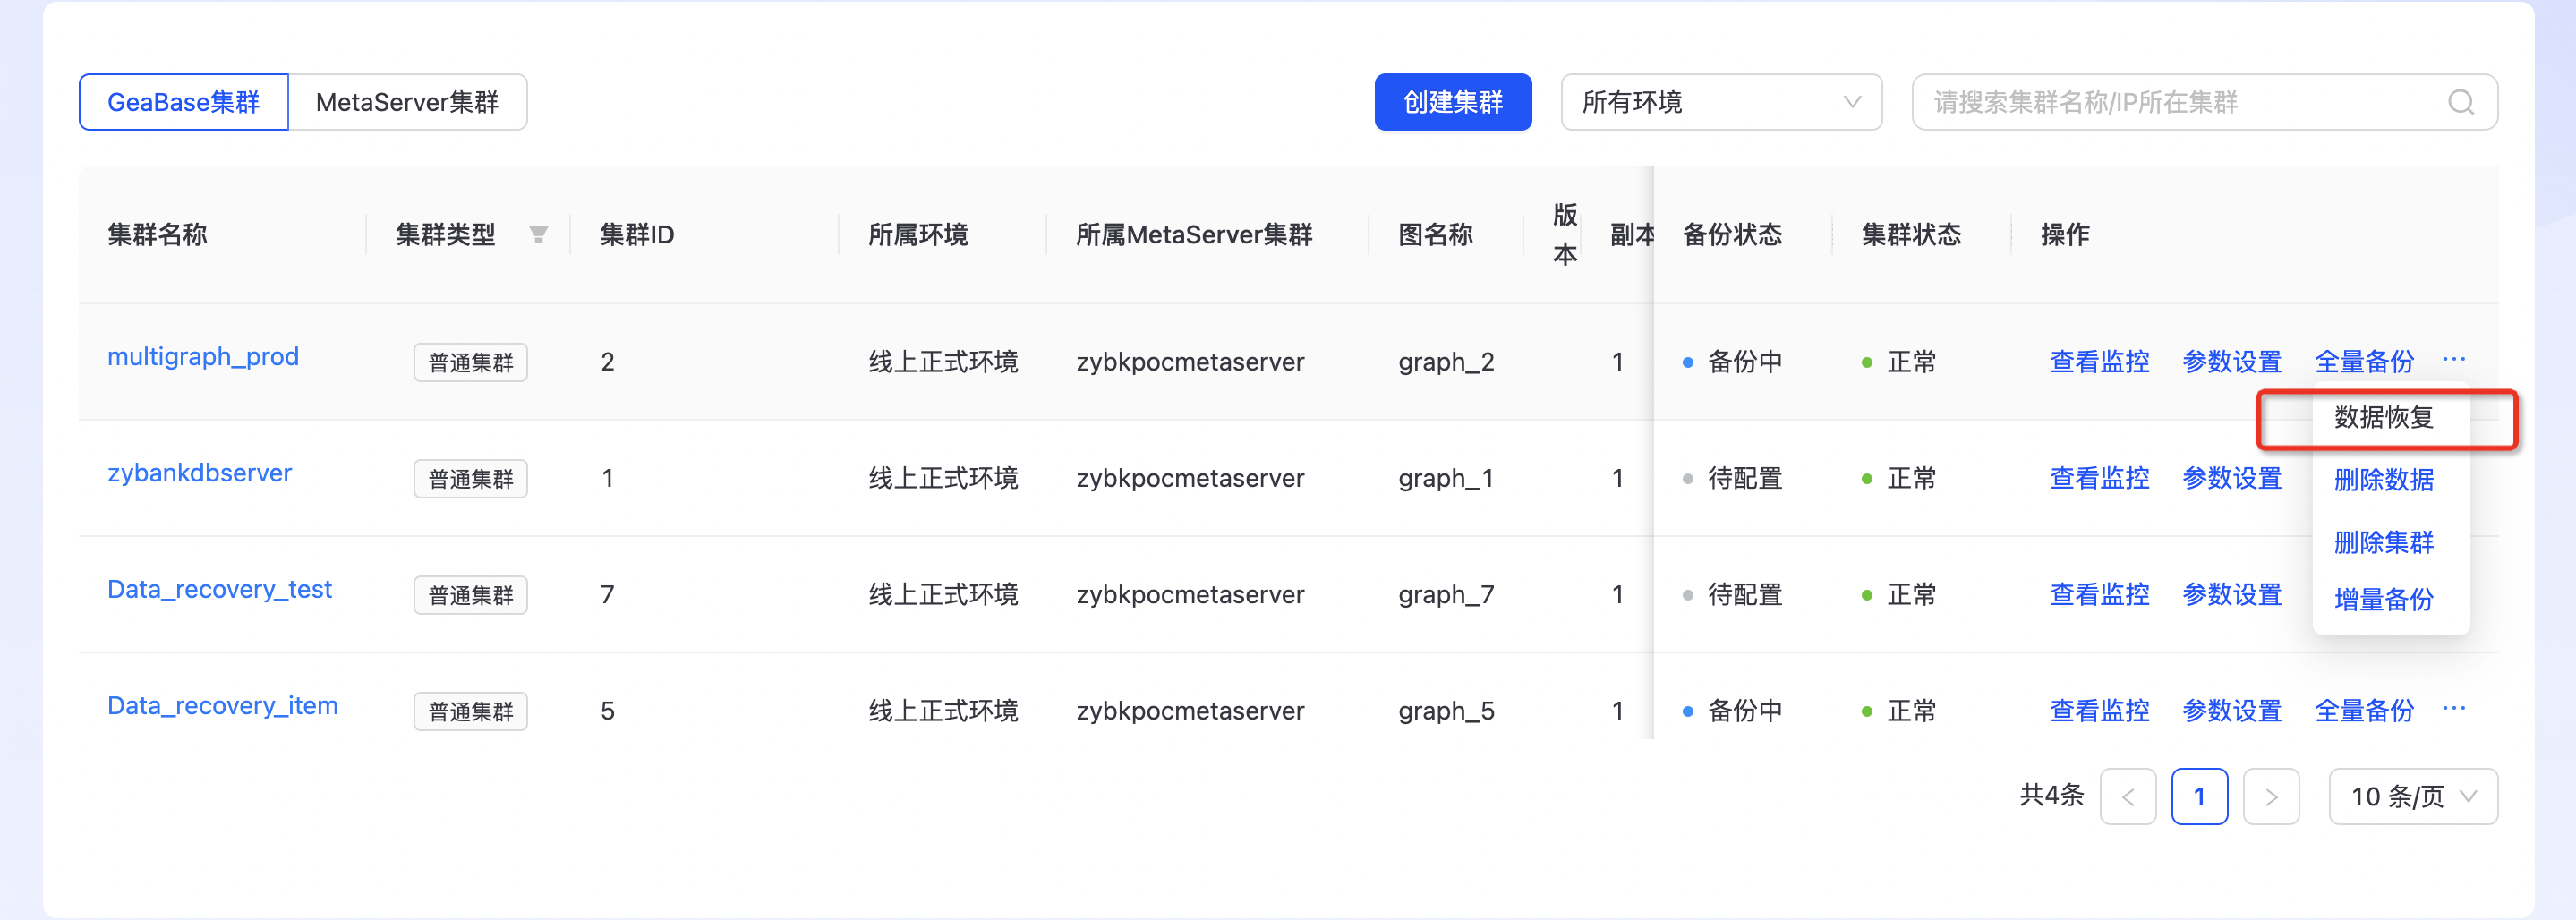 GeaBase集群 MetaServer集群 创建集群 所有环境 请搜索集群名称/IP所在集群
集群名称 集群类型 集群ID 所属环境 所属MetaServer集群 图名称 版本 副本 备份状态 集群状态 操作
multigraph_prod 普通集群 2 线上正式环境 zybkpocmetaserver graph_2 1 备份中 正常 查看监控 参数设置 全量备份 ···
数据恢复
zybankdbserver 普通集群 1 线上正式环境 zybkpocmetaserver graph_1 1 待配置 正常 查看监控 参数设置
删除数据
删除集群
Data_recovery_test 普通集群 7 线上正式环境 zybkpocmetaserver graph_7 1 待配置 正常 查看监控 参数设置
增量备份
Data_recovery_item 普通集群 5 线上正式环境 zybkpocmetaserver graph_5 1 备份中 正常 查看监控 参数设置 全量备份 ···
共4条 < 1 > 10 条/页